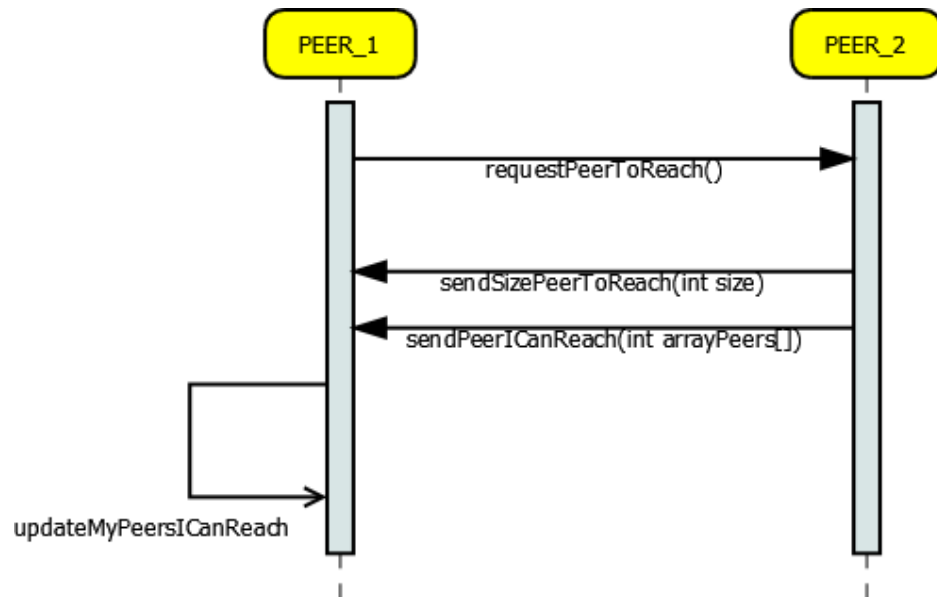 PEER_1
PEER_2
requestPeerToReach()
sendSizePeerToReach(int size)
sendPeerICanReach(int arrayPeers[])
updateMyPeersICanReach